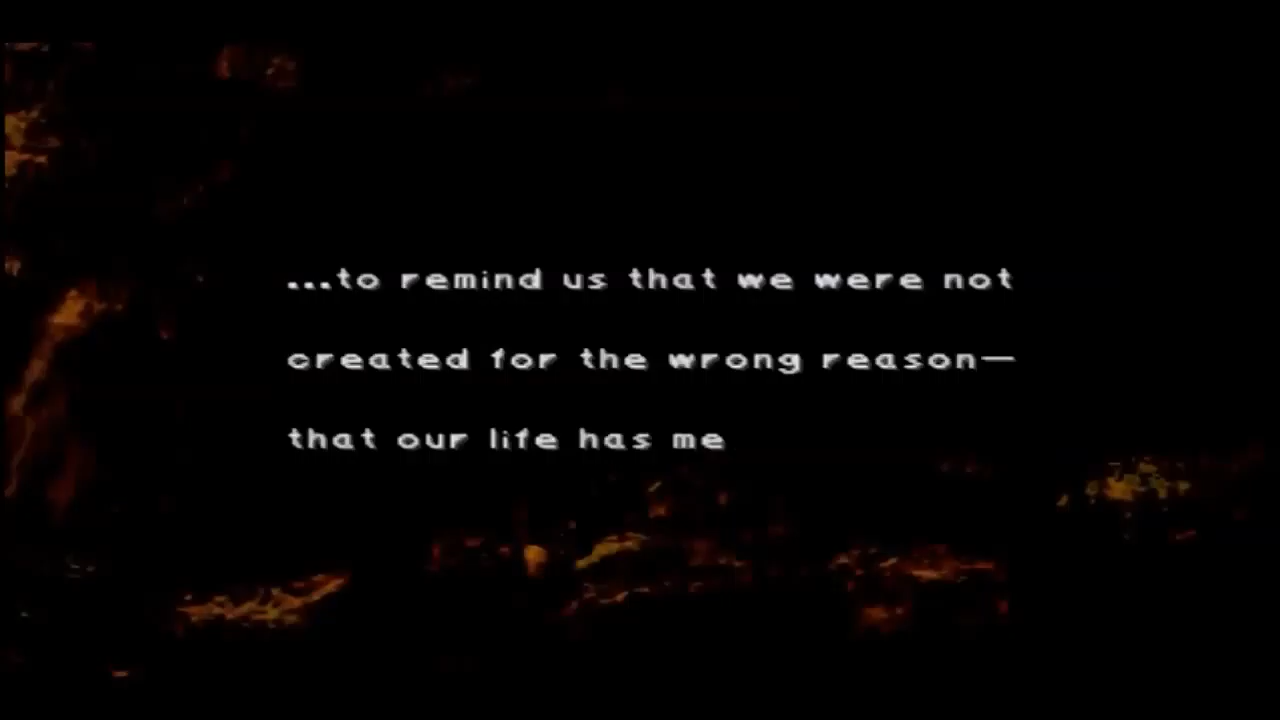 ...to remind us that we were not
created for the wrong reason—
that our life has me